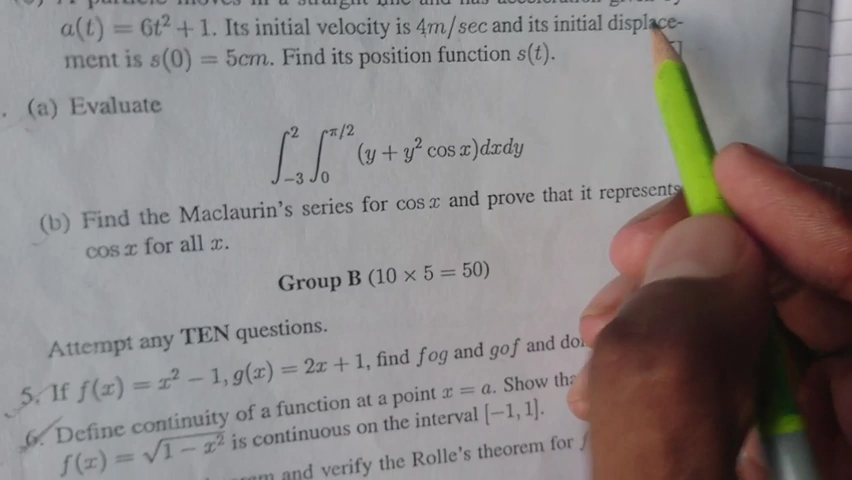 a(t) = 6t² + 1. Its initial velocity is 4m/sec and its initial displace-
ment is s(0) = 5cm. Find its position function s(t).
(a) Evaluate
∫₋₃² ∫₀^{π/2} (y + y² cos x)dxdy
(b) Find the Maclaurin's series for cos x and prove that it represents
cos x for all x.
Group B (10 × 5 = 50)
Attempt any TEN questions.
5. If f(x) = x² − 1, g(x) = 2x + 1, find fog and gof and
6. Define continuity of a function at a point x = a. Show
f(x) = √(1 − x²) is continuous on the interval [−1, 1].
and verify the Rolle's theorem for